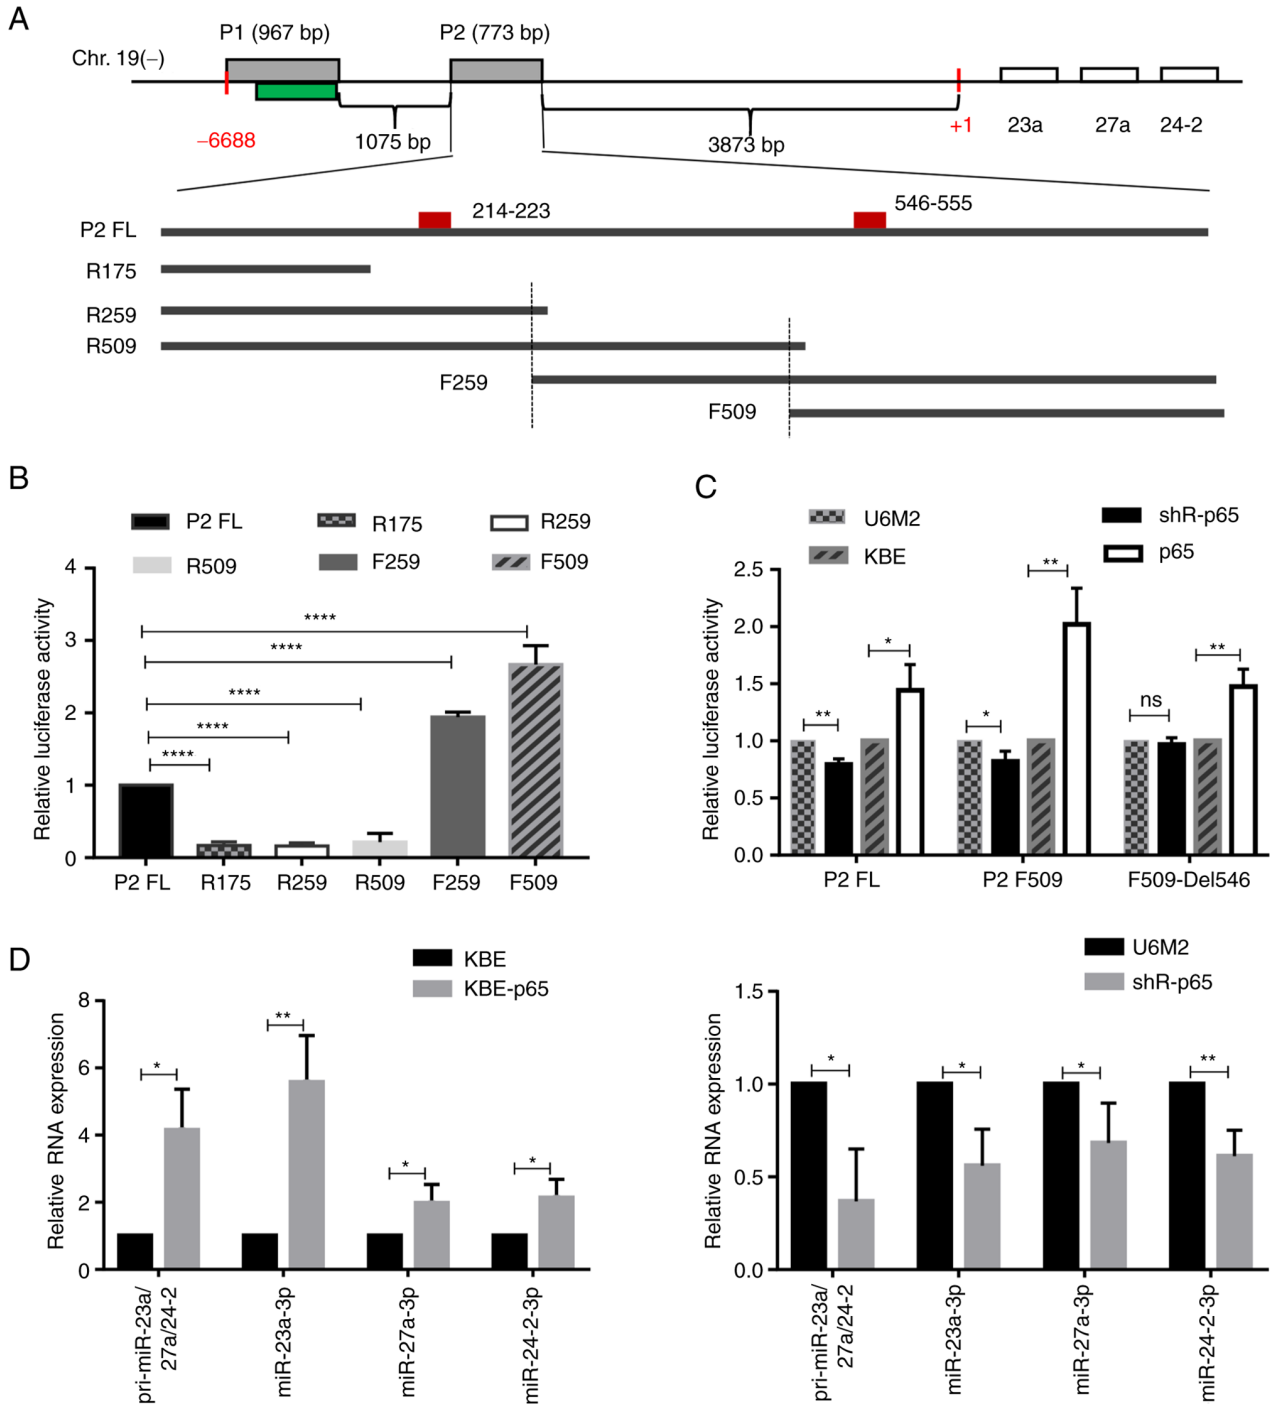 A
P1 (967 bp)
P2 (773 bp)
Chr. 19(−)
−6688
1075 bp
3873 bp
+1
23a
27a
24-2
214-223
546-555
P2 FL
R175
R259
R509
F259
F509
B
P2 FL
R175
R259
R509
F259
F509
Relative luciferase activity
4
3
2
1
0
****
****
****
****
****
P2 FL
R175
R259
R509
F259
F509
C
U6M2
shR-p65
KBE
p65
Relative luciferase activity
2.5
2.0
1.5
1.0
0.5
0.0
**
*
*
**
ns
**
P2 FL
P2 F509
F509-Del546
D
KBE
KBE-p65
Relative RNA expression
8
6
4
2
0
*
**
*
*
pri-miR-23a/
27a/24-2
miR-23a-3p
miR-27a-3p
miR-24-2-3p
U6M2
shR-p65
Relative RNA expression
1.5
1.0
0.5
0.0
*
*
*
**
pri-miR-23a/
27a/24-2
miR-23a-3p
miR-27a-3p
miR-24-2-3p